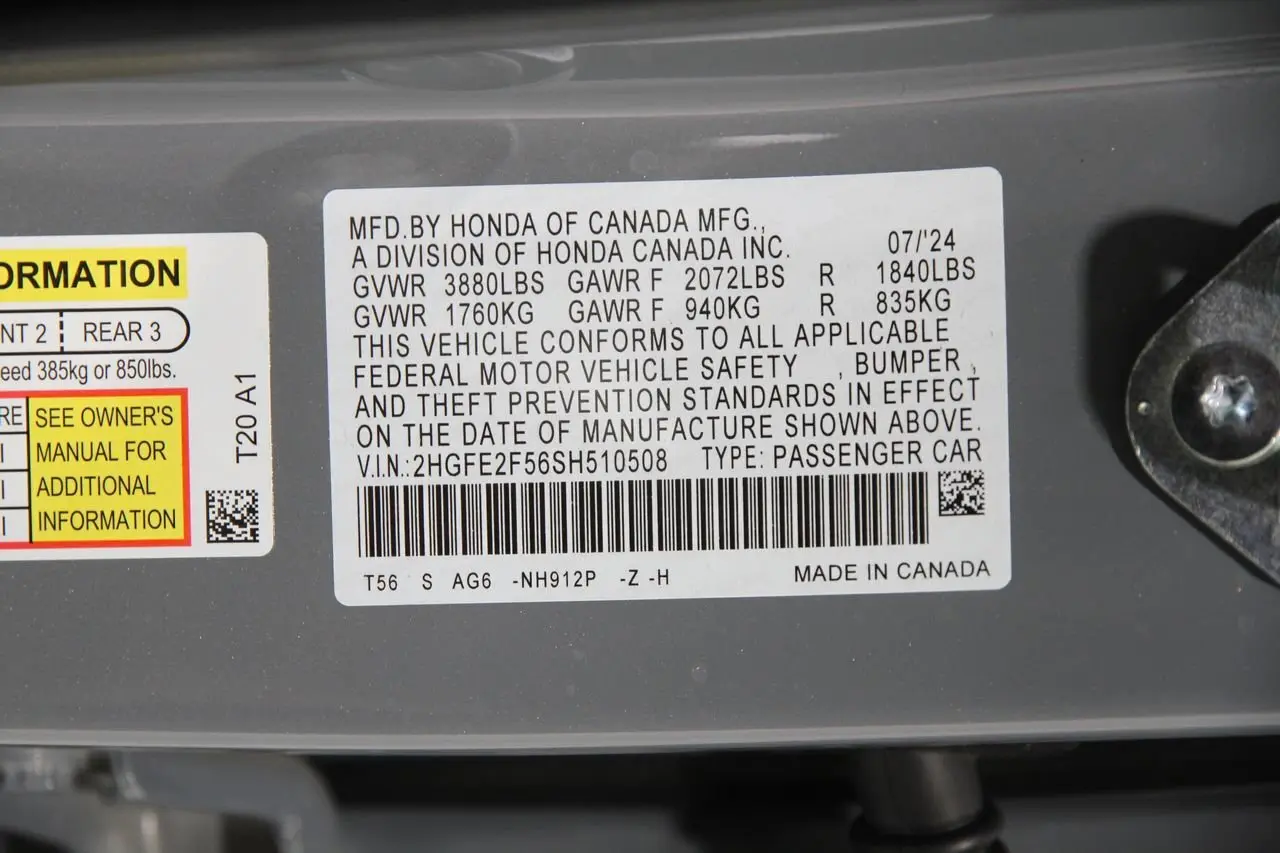 ORMATION
NT 2 REAR 3
eed 385kg or 850lbs.
RE
SEE OWNER'S
MANUAL FOR
ADDITIONAL
INFORMATION
T20 A1
MFD.BY HONDA OF CANADA MFG.,
A DIVISION OF HONDA CANADA INC. 07/'24
GVWR 3880LBS GAWR F 2072LBS R 1840LBS
GVWR 1760KG GAWR F 940KG R 835KG
THIS VEHICLE CONFORMS TO ALL APPLICABLE
FEDERAL MOTOR VEHICLE SAFETY , BUMPER ,
AND THEFT PREVENTION STANDARDS IN EFFECT
ON THE DATE OF MANUFACTURE SHOWN ABOVE.
V.I.N.:2HGFE2F56SH510508 TYPE: PASSENGER CAR
T56 S AG6 -NH912P -Z -H MADE IN CANADA